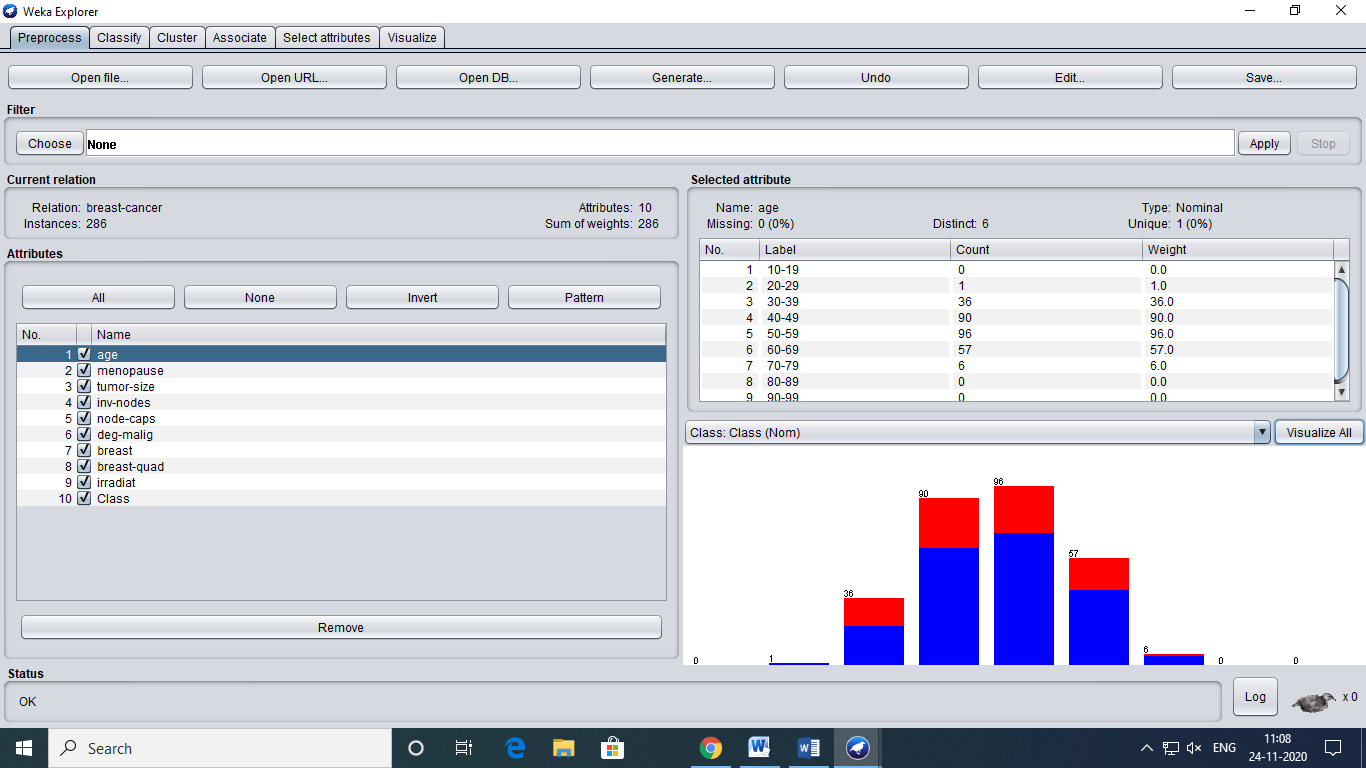 Weka Explorer
Preprocess Classify Cluster Associate Select attributes Visualize
Open file... Open URL... Open DB... Generate... Undo Edit... Save...
Filter
Choose None Apply Stop
Current relation
Relation: breast-cancer Attributes: 10
Instances: 286 Sum of weights: 286
Attributes
All None Invert Pattern
No. Name
1 age
2 menopause
3 tumor-size
4 inv-nodes
5 node-caps
6 deg-malig
7 breast
8 breast-quad
9 irradiat
10 Class
Remove
Selected attribute
Name: age Type: Nominal
Missing: 0 (0%) Distinct: 6 Unique: 1 (0%)
No. Label Count Weight
1 10-19 0 0.0
2 20-29 1 1.0
3 30-39 36 36.0
4 40-49 90 90.0
5 50-59 96 96.0
6 60-69 57 57.0
7 70-79 6 6.0
8 80-89 0 0.0
9 90-99 0 0.0
Class: Class (Nom) Visualize All
0 1 36 90 96 57 6 0 0
Status
OK Log x 0
Search ENG 11:08
24-11-2020